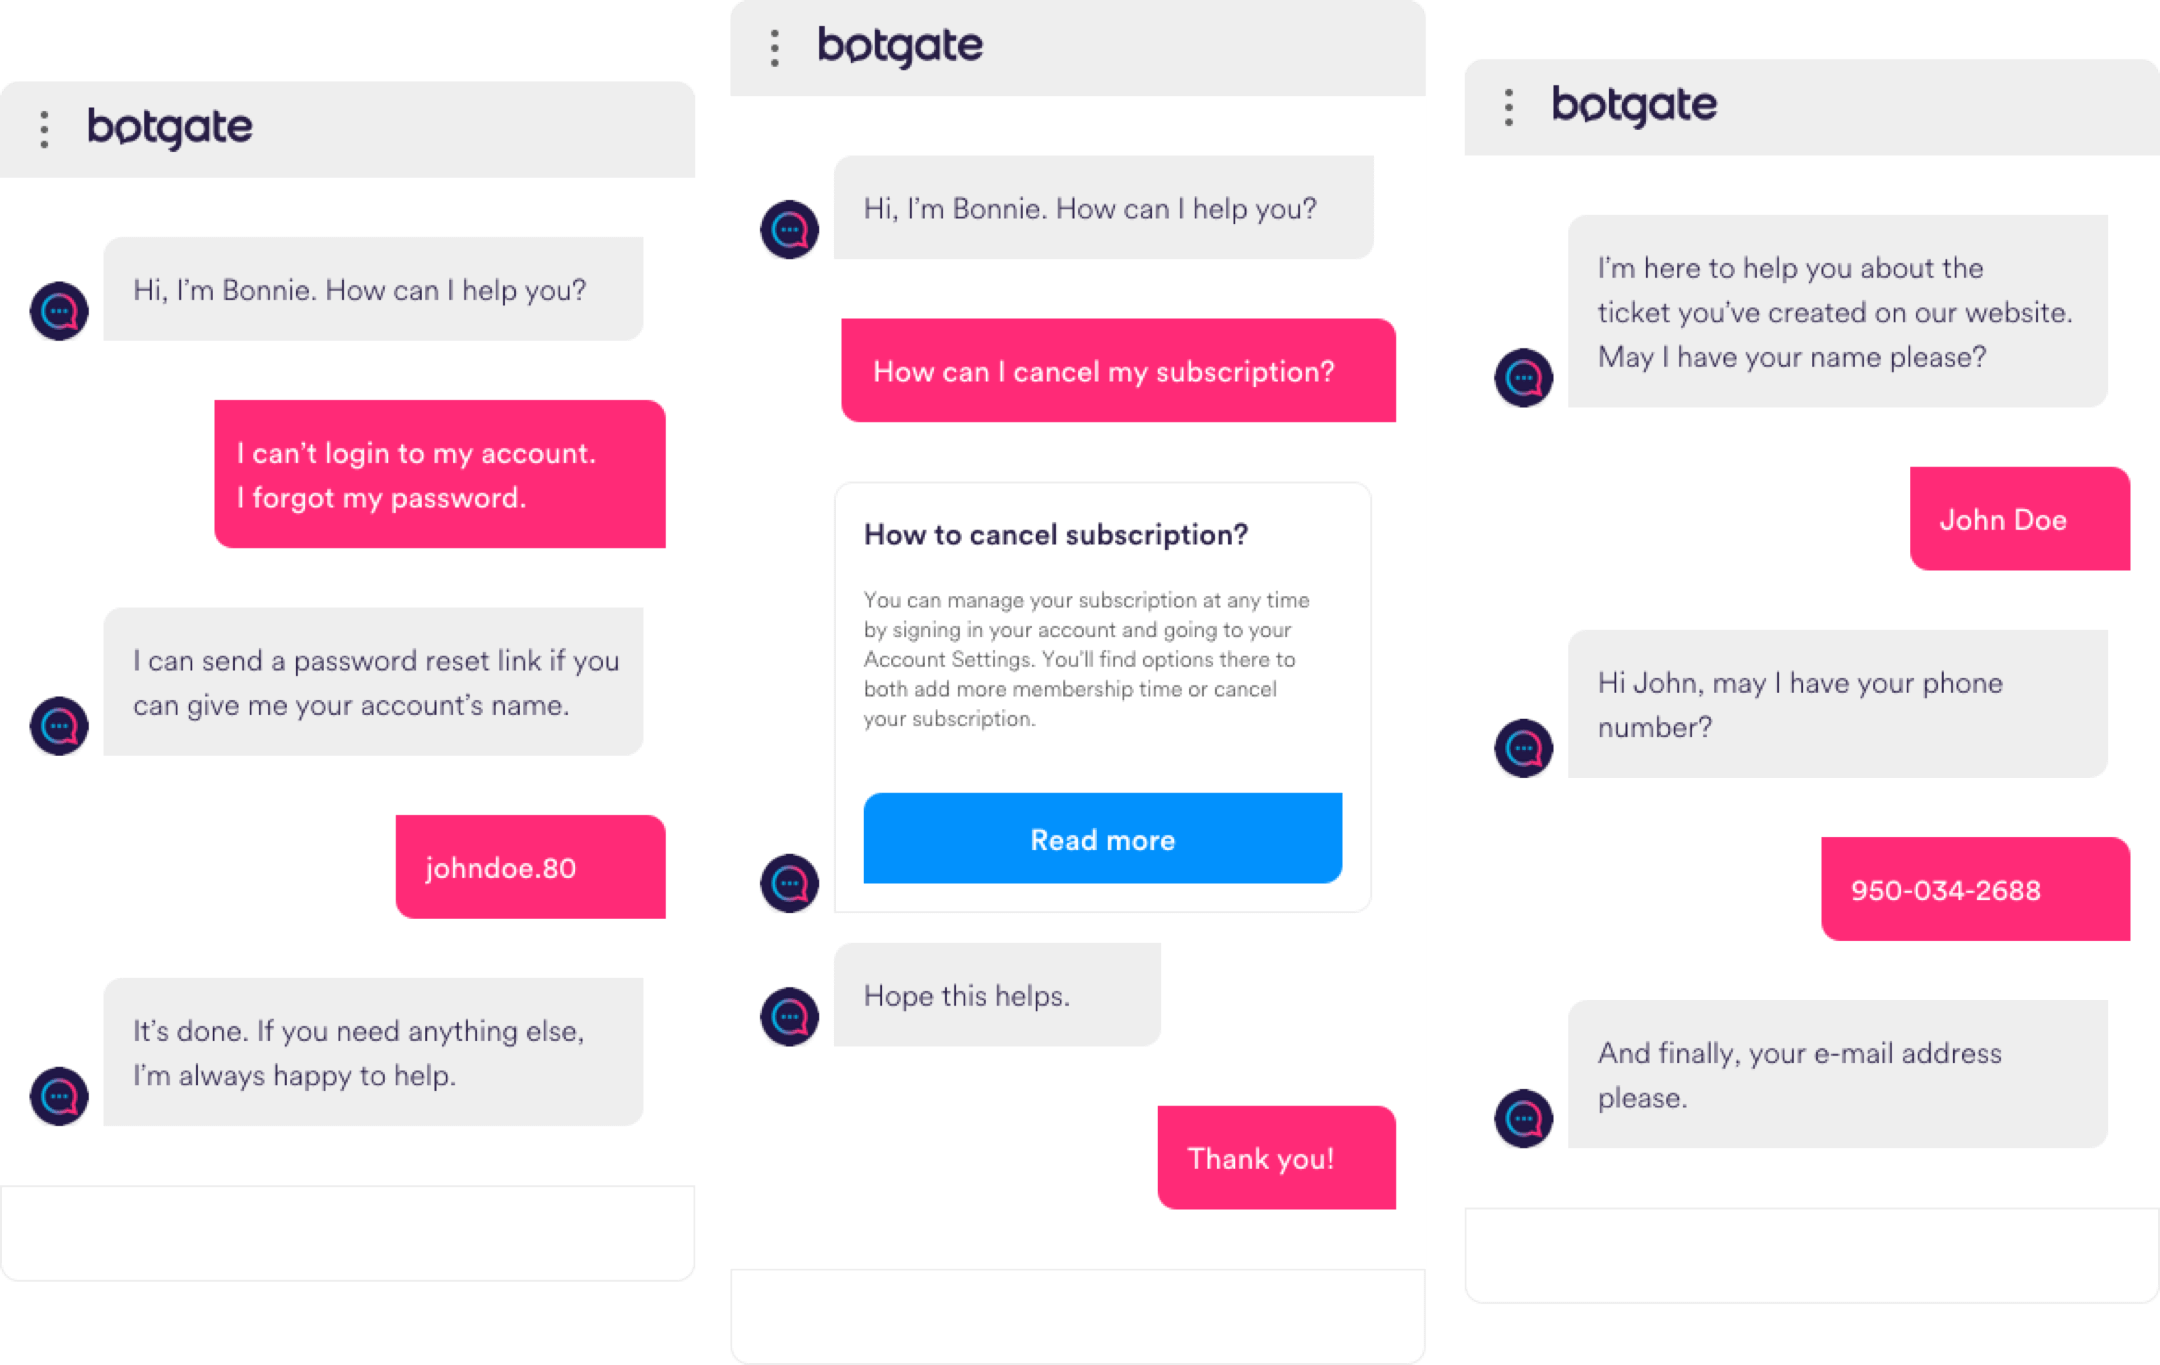 botgate
Hi, I’m Bonnie. How can I help you?
I can’t login to my account.
I forgot my password.
I can send a password reset link if you
can give me your account’s name.
johndoe.80
It’s done. If you need anything else,
I’m always happy to help.
botgate
Hi, I’m Bonnie. How can I help you?
How can I cancel my subscription?
How to cancel subscription?
You can manage your subscription at any time
by signing in your account and going to your
Account Settings. You’ll find options there to
both add more membership time or cancel
your subscription.
Read more
Hope this helps.
Thank you!
botgate
I’m here to help you about the
ticket you’ve created on our website.
May I have your name please?
John Doe
Hi John, may I have your phone
number?
950-034-2688
And finally, your e-mail address
please.